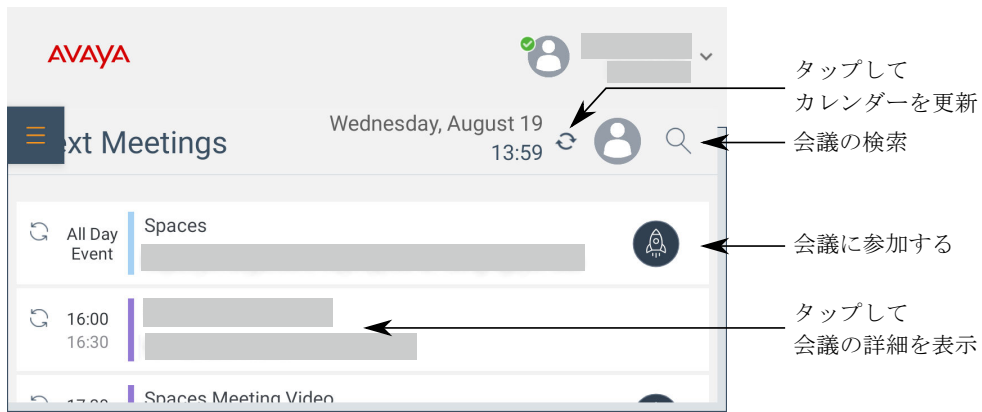 AVAYA
タップして
カレンダーを更新
ext Meetings
Wednesday, August 19
13:59
会議の検索
All Day
Event
Spaces
会議に参加する
16:00
16:30
タップして
会議の詳細を表示
17:00
Spaces Meeting Video